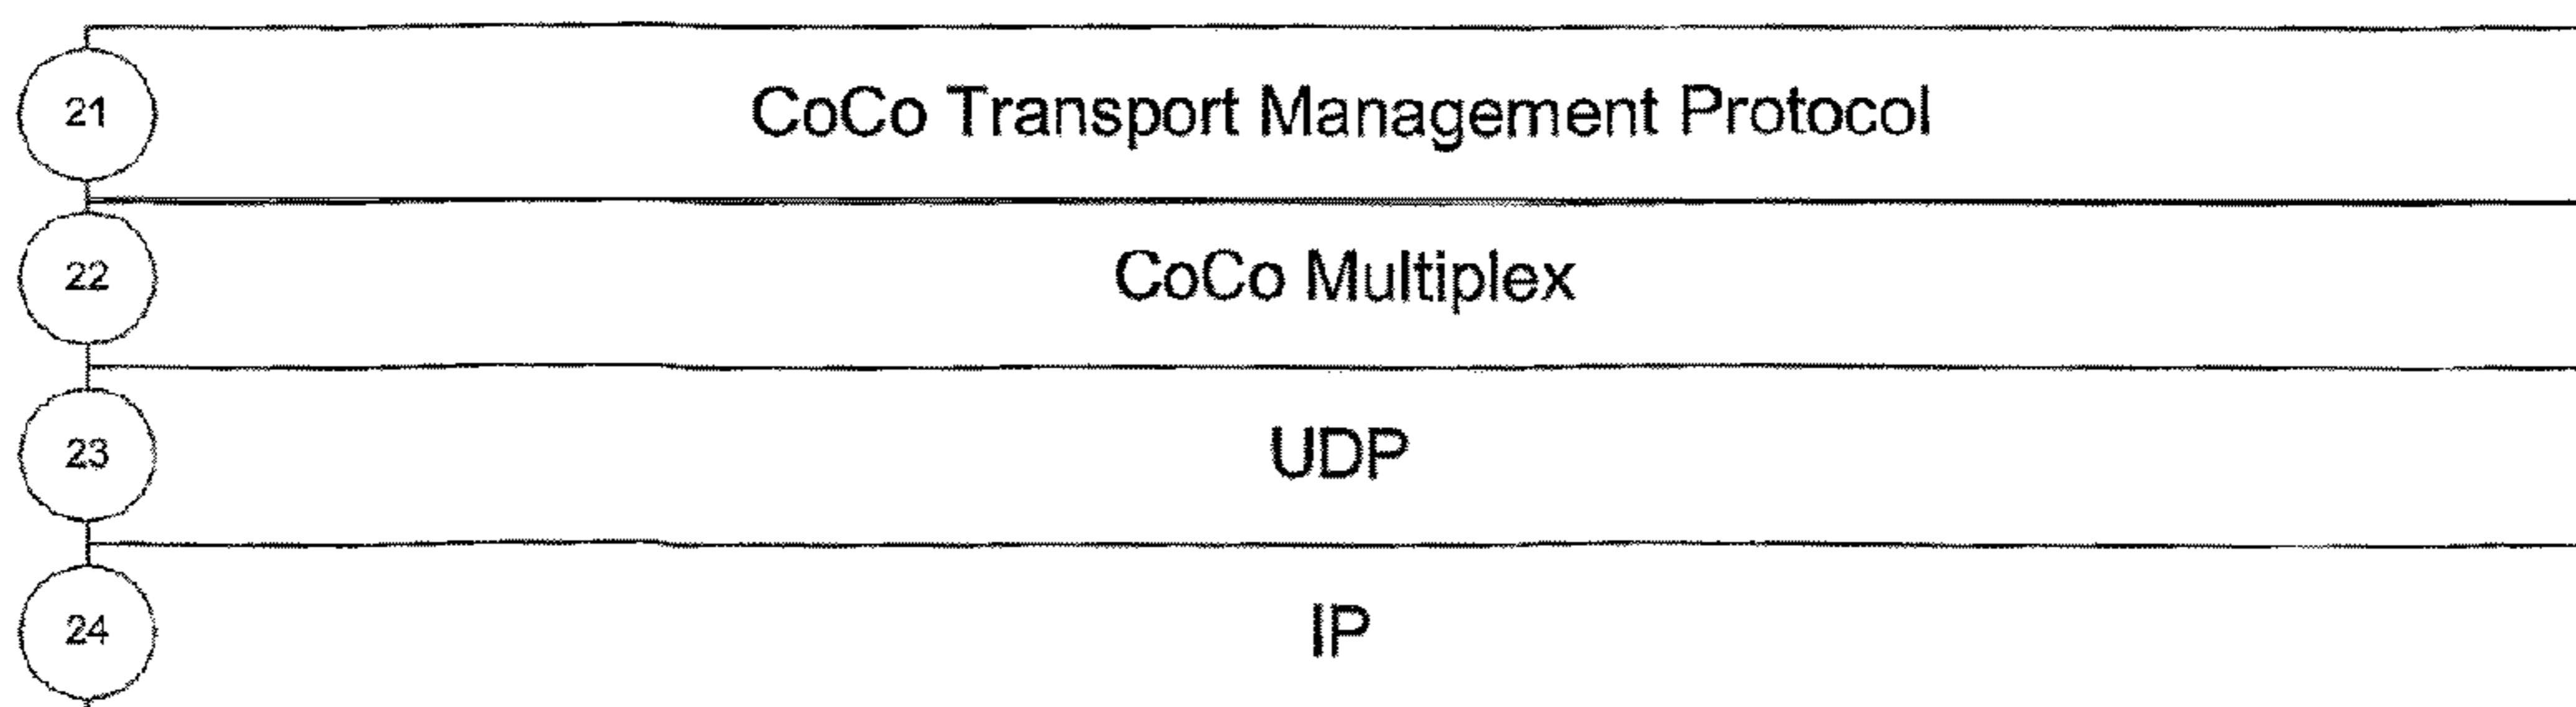 21
CoCo Transport Management Protocol
22
CoCo Multiplex
23
UDP
24
IP